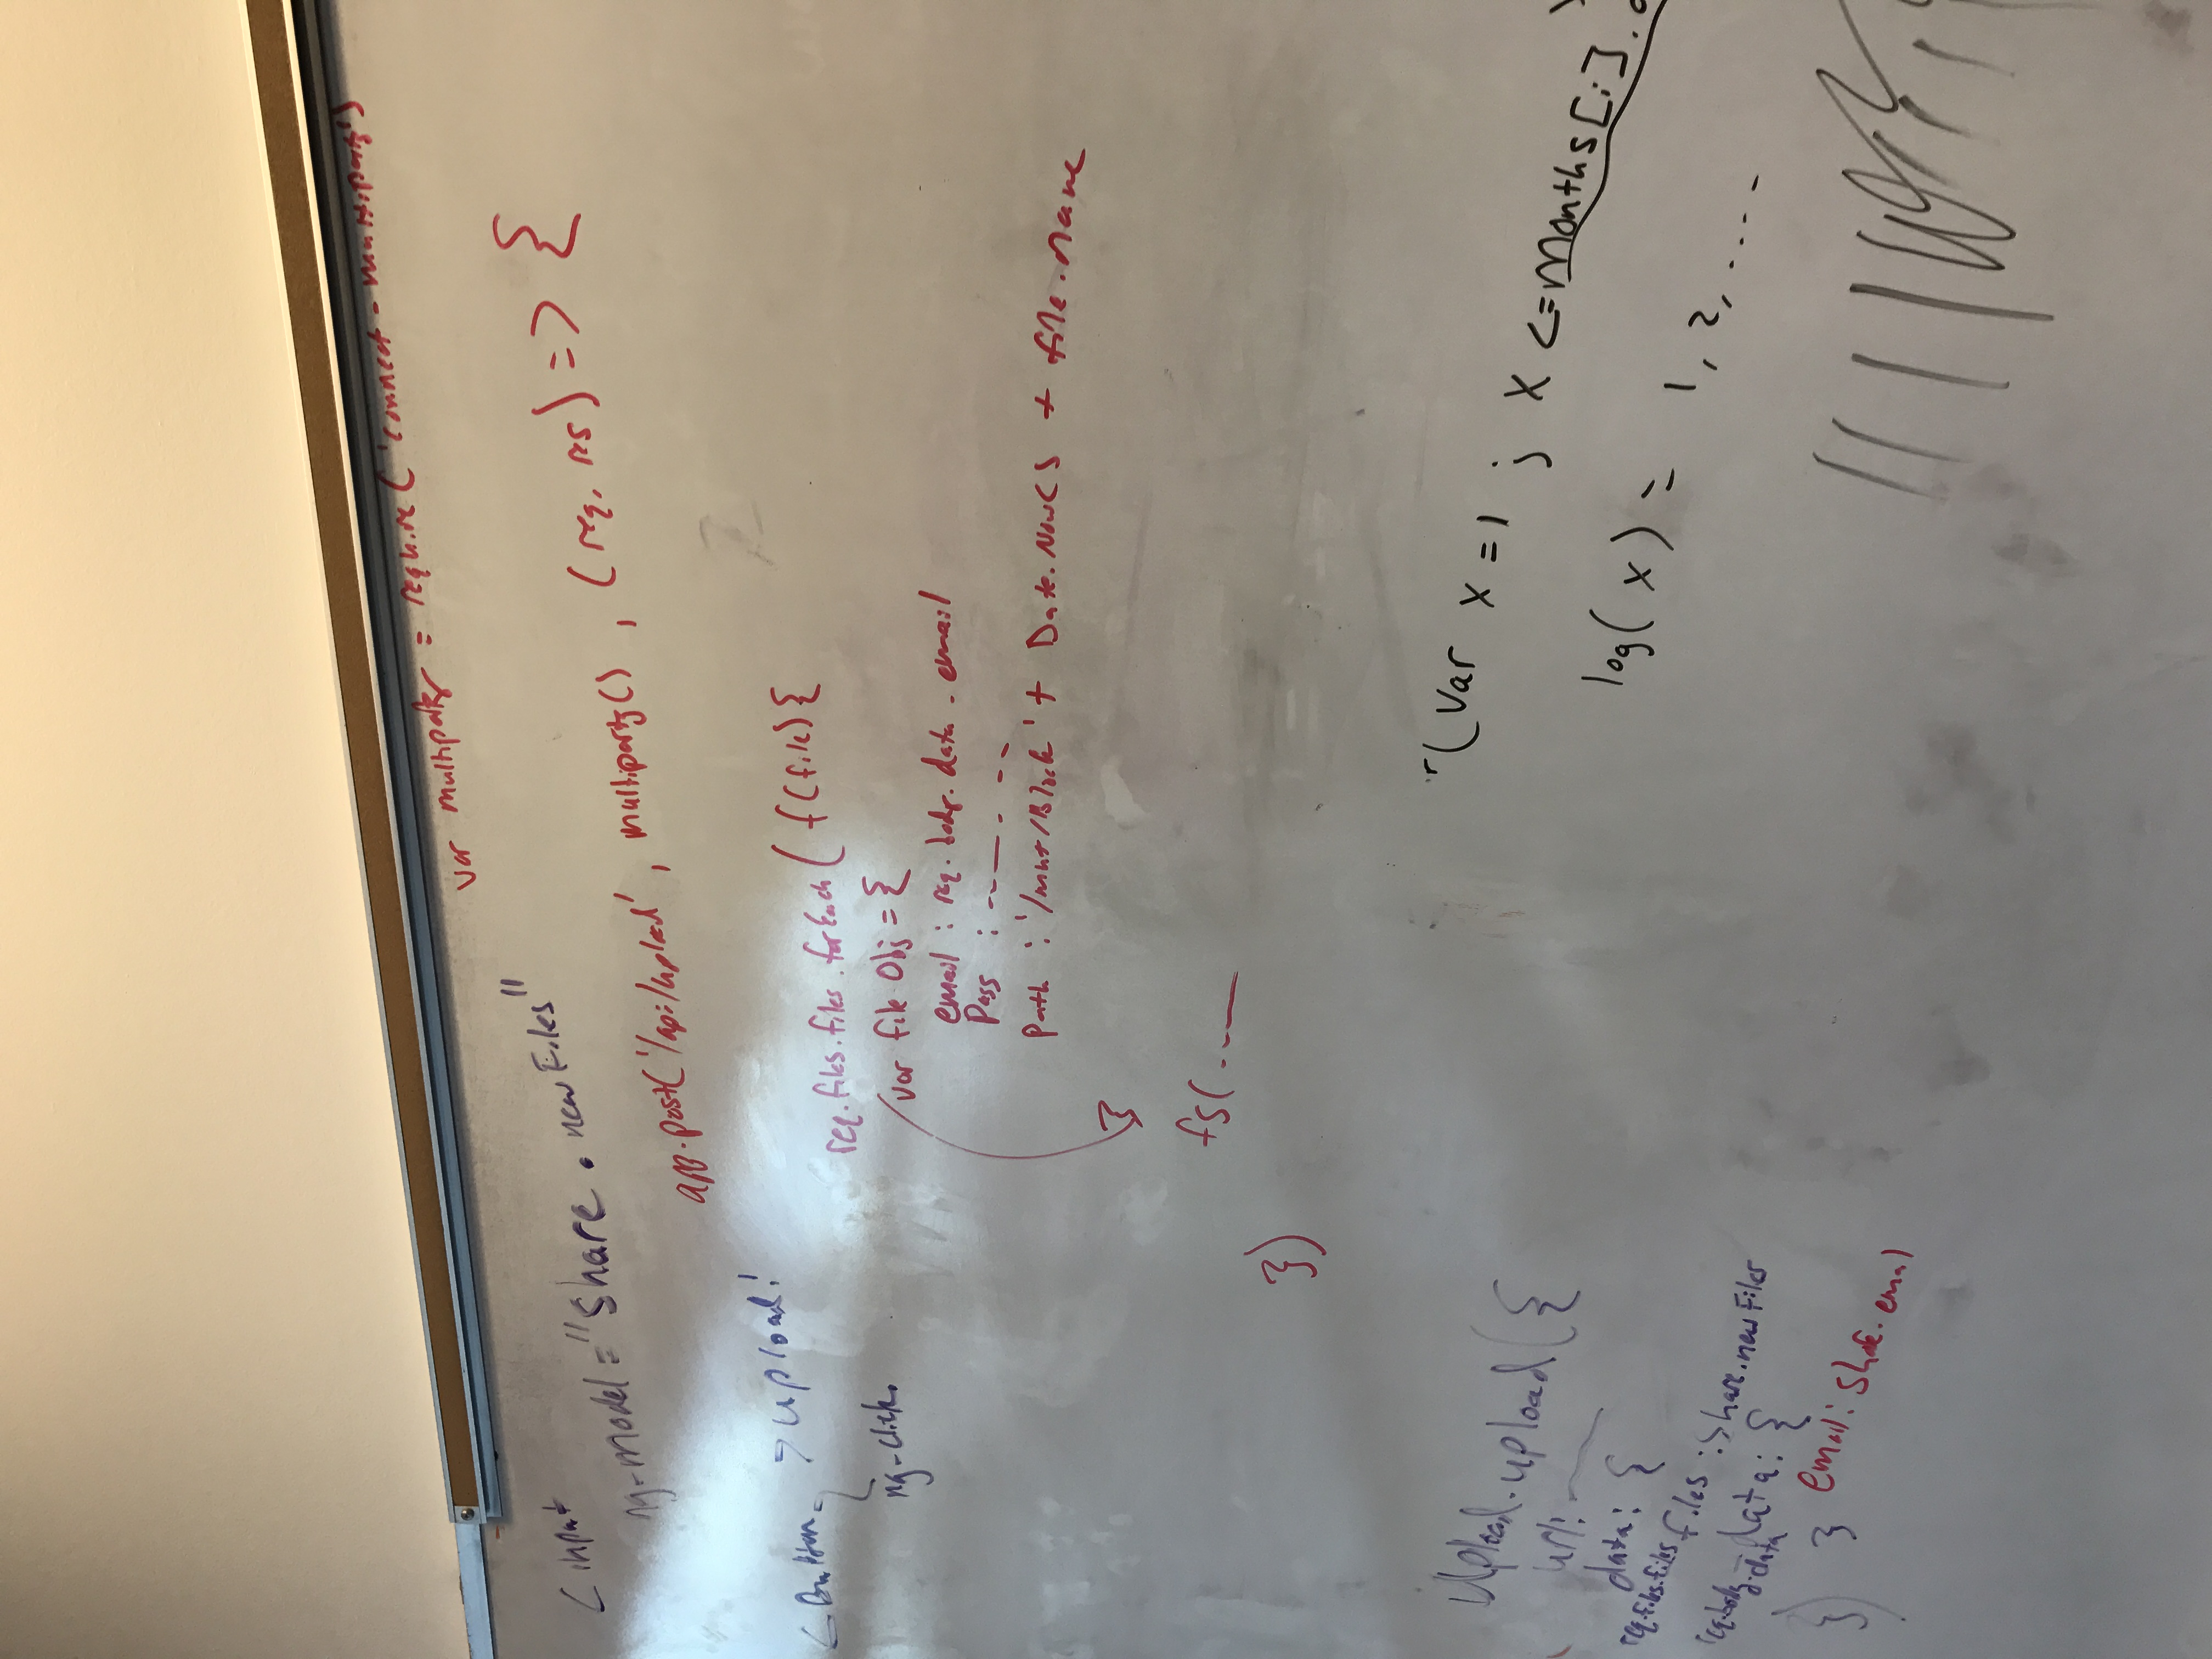 var multiparty = require('connect-multiparty')
<input
ng-model="share.newFiles"
app.post('/api/upload', multiparty(), (req, res) => {
<Button >upload!
ng-click
req.files.files.forEach(f(file){
var fileObj = {
email : req.body.data.email
Pass : ------
Path : '/mnt/Block' + Date.Now() + file.name
}
fs(....
})
Upload.upload({
url:
data: {
req.files.files files : share.newFiles
req.body.data data: {
email: share.email
}) }
r(var x=1 ; x <=months[i].
log(x) = 1, 2, .....